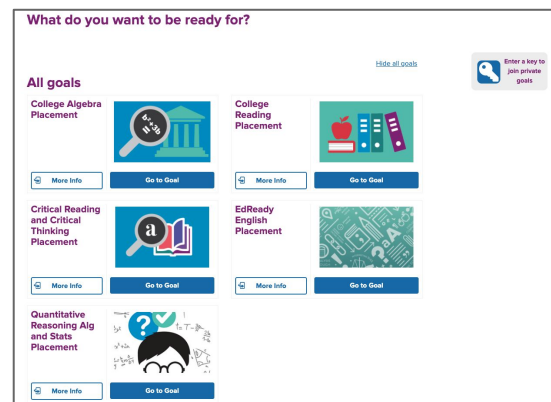 What do you want to be ready for?
Hide all goals
Enter a key to
join private
goals
All goals
College Algebra
Placement
More Info
Go to Goal
College
Reading
Placement
More Info
Go to Goal
Critical Reading
and Critical
Thinking
Placement
a
More Info
Go to Goal
EdReady
English
Placement
More Info
Go to Goal
Quantitative
Reasoning Alg
and Stats
Placement
?
More Info
Go to Goal